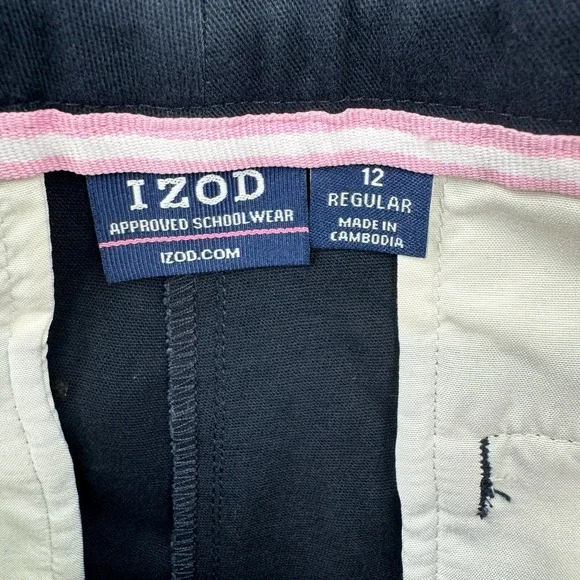 IZOD
APPROVED SCHOOLWEAR
IZOD.COM
12
REGULAR
MADE IN
CAMBODIA